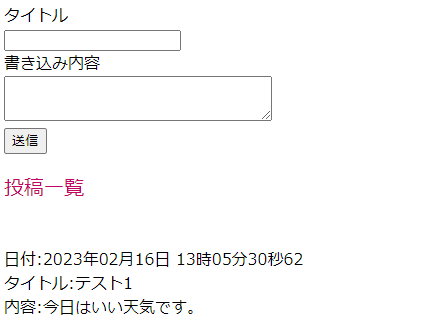 タイトル
書き込み内容
送信
投稿一覧
日付:2023年02月16日 13時05分30秒62
タイトル:テスト1
内容:今日はいい天気です。